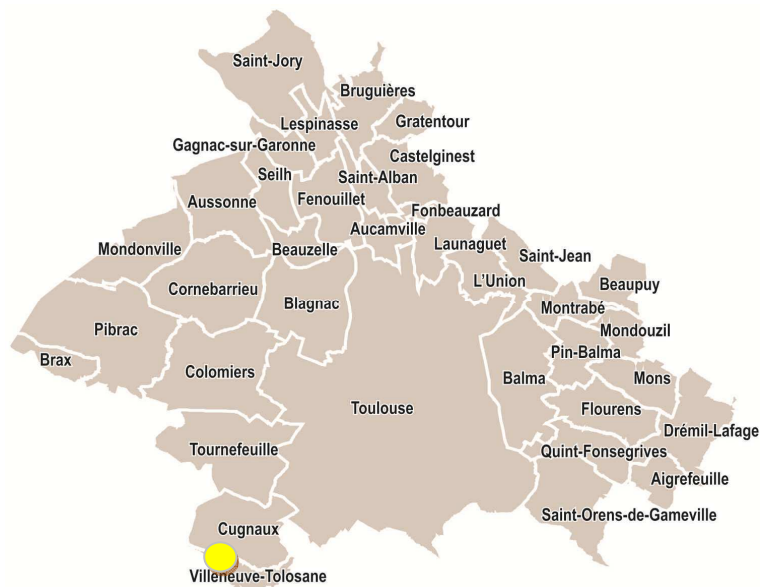 Saint-Jory
Bruguières
Lespinasse
Gratentour
Gagnac-sur-Garonne
Castelginest
Seilh
Saint-Alban
Fenouillet
Aussonne
Fonbeauzard
Aucamville
Mondonville
Beauzelle
Launaguet
Saint-Jean
L'Union
Beaupuy
Cornebarrieu
Blagnac
Montrabé
Pibrac
Mondouzil
Pin-Balma
Brax
Colomiers
Balma
Mons
Toulouse
Flourens
Drémil-Lafage
Tournefeuille
Quint-Fonsegrives
Aigrefeuille
Saint-Orens-de-Gameville
Cugnaux
Villeneuve-Tolosane